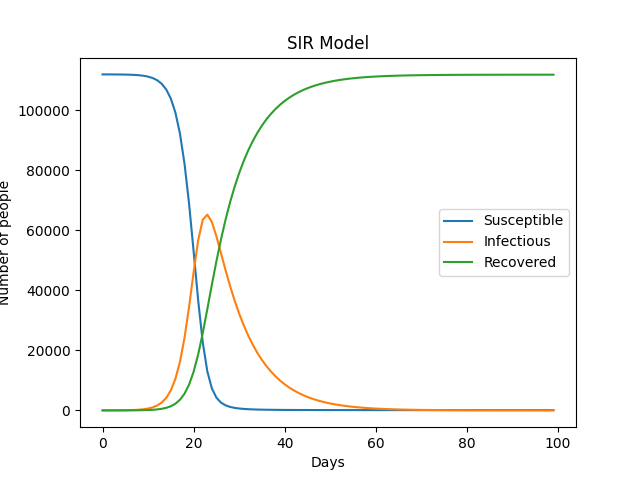 SIR Model
Number of people
100000
80000
60000
40000
20000
0
Susceptible
Infectious
Recovered
0 20 40 60 80 100
Days